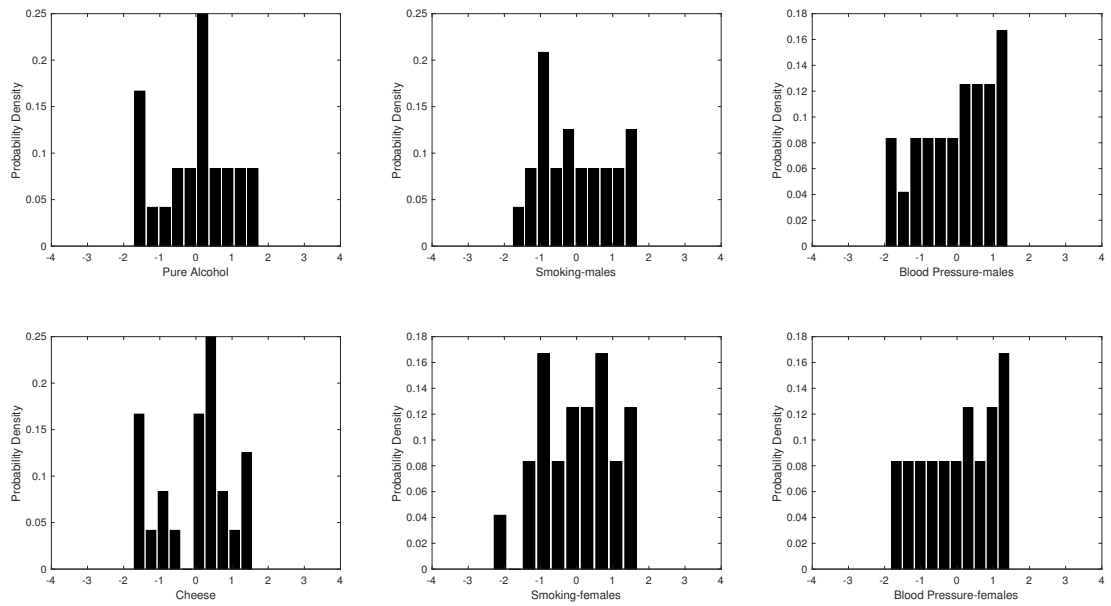 0.25
0.2
0.15
0.1
0.05
0
Probability Density
-4 -3 -2 -1 0 1 2 3 4
Pure Alcohol
0.25
0.2
0.15
0.1
0.05
0
Probability Density
-4 -3 -2 -1 0 1 2 3 4
Smoking-males
0.18
0.16
0.14
0.12
0.1
0.08
0.06
0.04
0.02
0
Probability Density
-4 -3 -2 -1 0 1 2 3 4
Blood Pressure-males
0.25
0.2
0.15
0.1
0.05
0
Probability Density
-4 -3 -2 -1 0 1 2 3 4
Cheese
0.18
0.16
0.14
0.12
0.1
0.08
0.06
0.04
0.02
0
Probability Density
-4 -3 -2 -1 0 1 2 3 4
Smoking-females
0.18
0.16
0.14
0.12
0.1
0.08
0.06
0.04
0.02
0
Probability Density
-4 -3 -2 -1 0 1 2 3 4
Blood Pressure-females